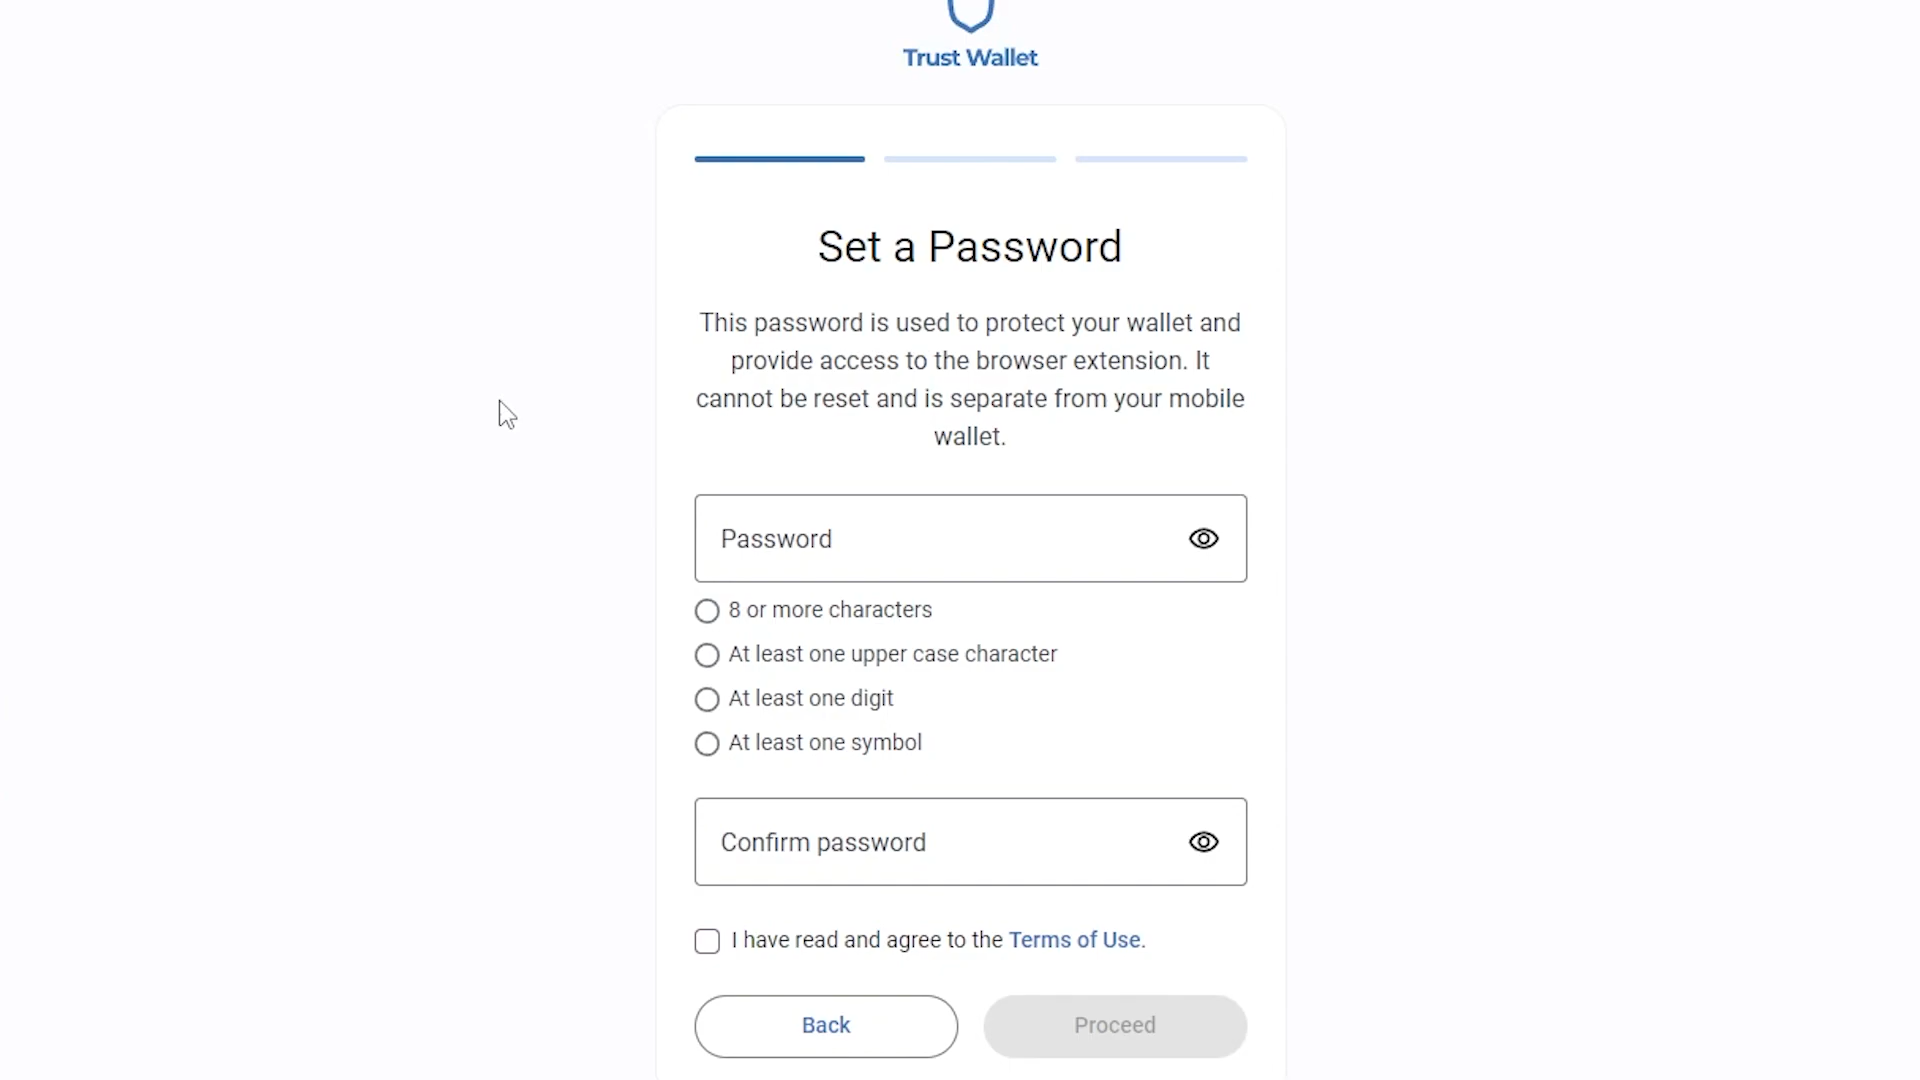 Trust Wallet
Set a Password
This password is used to protect your wallet and
provide access to the browser extension. It
cannot be reset and is separate from your mobile
wallet.
Password
8 or more characters
At least one upper case character
At least one digit
At least one symbol
Confirm password
I have read and agree to the Terms of Use.
Back
Proceed